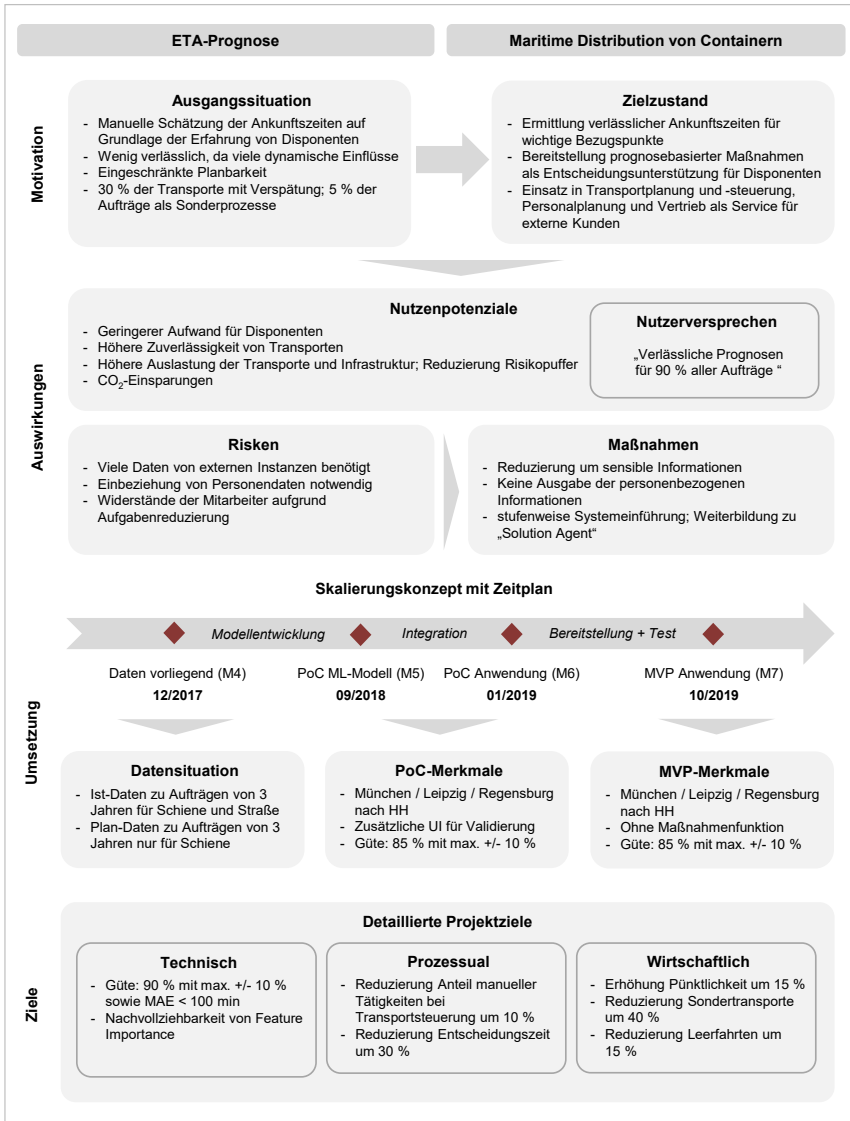 ETA-Prognose
Maritime Distribution von Containern
Motivation
Ausgangssituation
- Manuelle Schätzung der Ankunftszeiten auf
Grundlage der Erfahrung von Disponenten
- Wenig verlässlich, da viele dynamische Einflüsse
- Eingeschränkte Planbarkeit
- 30 % der Transporte mit Verspätung; 5 % der
Aufträge als Sonderprozesse
Zielzustand
- Ermittlung verlässlicher Ankunftszeiten für
wichtige Bezugspunkte
- Bereitstellung prognosebasierter Maßnahmen
als Entscheidungsunterstützung für Disponenten
- Einsatz in Transportplanung und -steuerung,
Personalplanung und Vertrieb als Service für
externe Kunden
Auswirkungen
Nutzenpotenziale
- Geringerer Aufwand für Disponenten
- Höhere Zuverlässigkeit von Transporten
- Höhere Auslastung der Transporte und Infrastruktur; Reduzierung Risikopuffer
- CO₂-Einsparungen
Nutzerversprechen
„Verlässliche Prognosen
für 90 % aller Aufträge “
Risken
- Viele Daten von externen Instanzen benötigt
- Einbeziehung von Personendaten notwendig
- Widerstände der Mitarbeiter aufgrund
Aufgabenreduzierung
Maßnahmen
- Reduzierung um sensible Informationen
- Keine Ausgabe der personenbezogenen
Informationen
- stufenweise Systemeinführung; Weiterbildung zu
„Solution Agent“
Umsetzung
Skalierungskonzept mit Zeitplan
Modellentwicklung
Integration
Bereitstellung + Test
Daten vorliegend (M4)
12/2017
PoC ML-Modell (M5)
09/2018
PoC Anwendung (M6)
01/2019
MVP Anwendung (M7)
10/2019
Datensituation
- Ist-Daten zu Aufträgen von 3
Jahren für Schiene und Straße
- Plan-Daten zu Aufträgen von 3
Jahren nur für Schiene
PoC-Merkmale
- München / Leipzig / Regensburg
nach HH
- Zusätzliche UI für Validierung
- Güte: 85 % mit max. +/- 10 %
MVP-Merkmale
- München / Leipzig / Regensburg
nach HH
- Ohne Maßnahmenfunktion
- Güte: 85 % mit max. +/- 10 %
Ziele
Detaillierte Projektziele
Technisch
- Güte: 90 % mit max. +/- 10 %
sowie MAE < 100 min
- Nachvollziehbarkeit von Feature
Importance
Prozessual
- Reduzierung Anteil manueller
Tätigkeiten bei
Transportsteuerung um 10 %
- Reduzierung Entscheidungszeit
um 30 %
Wirtschaftlich
- Erhöhung Pünktlichkeit um 15 %
- Reduzierung Sondertransporte
um 40 %
- Reduzierung Leerfahrten um
15 %